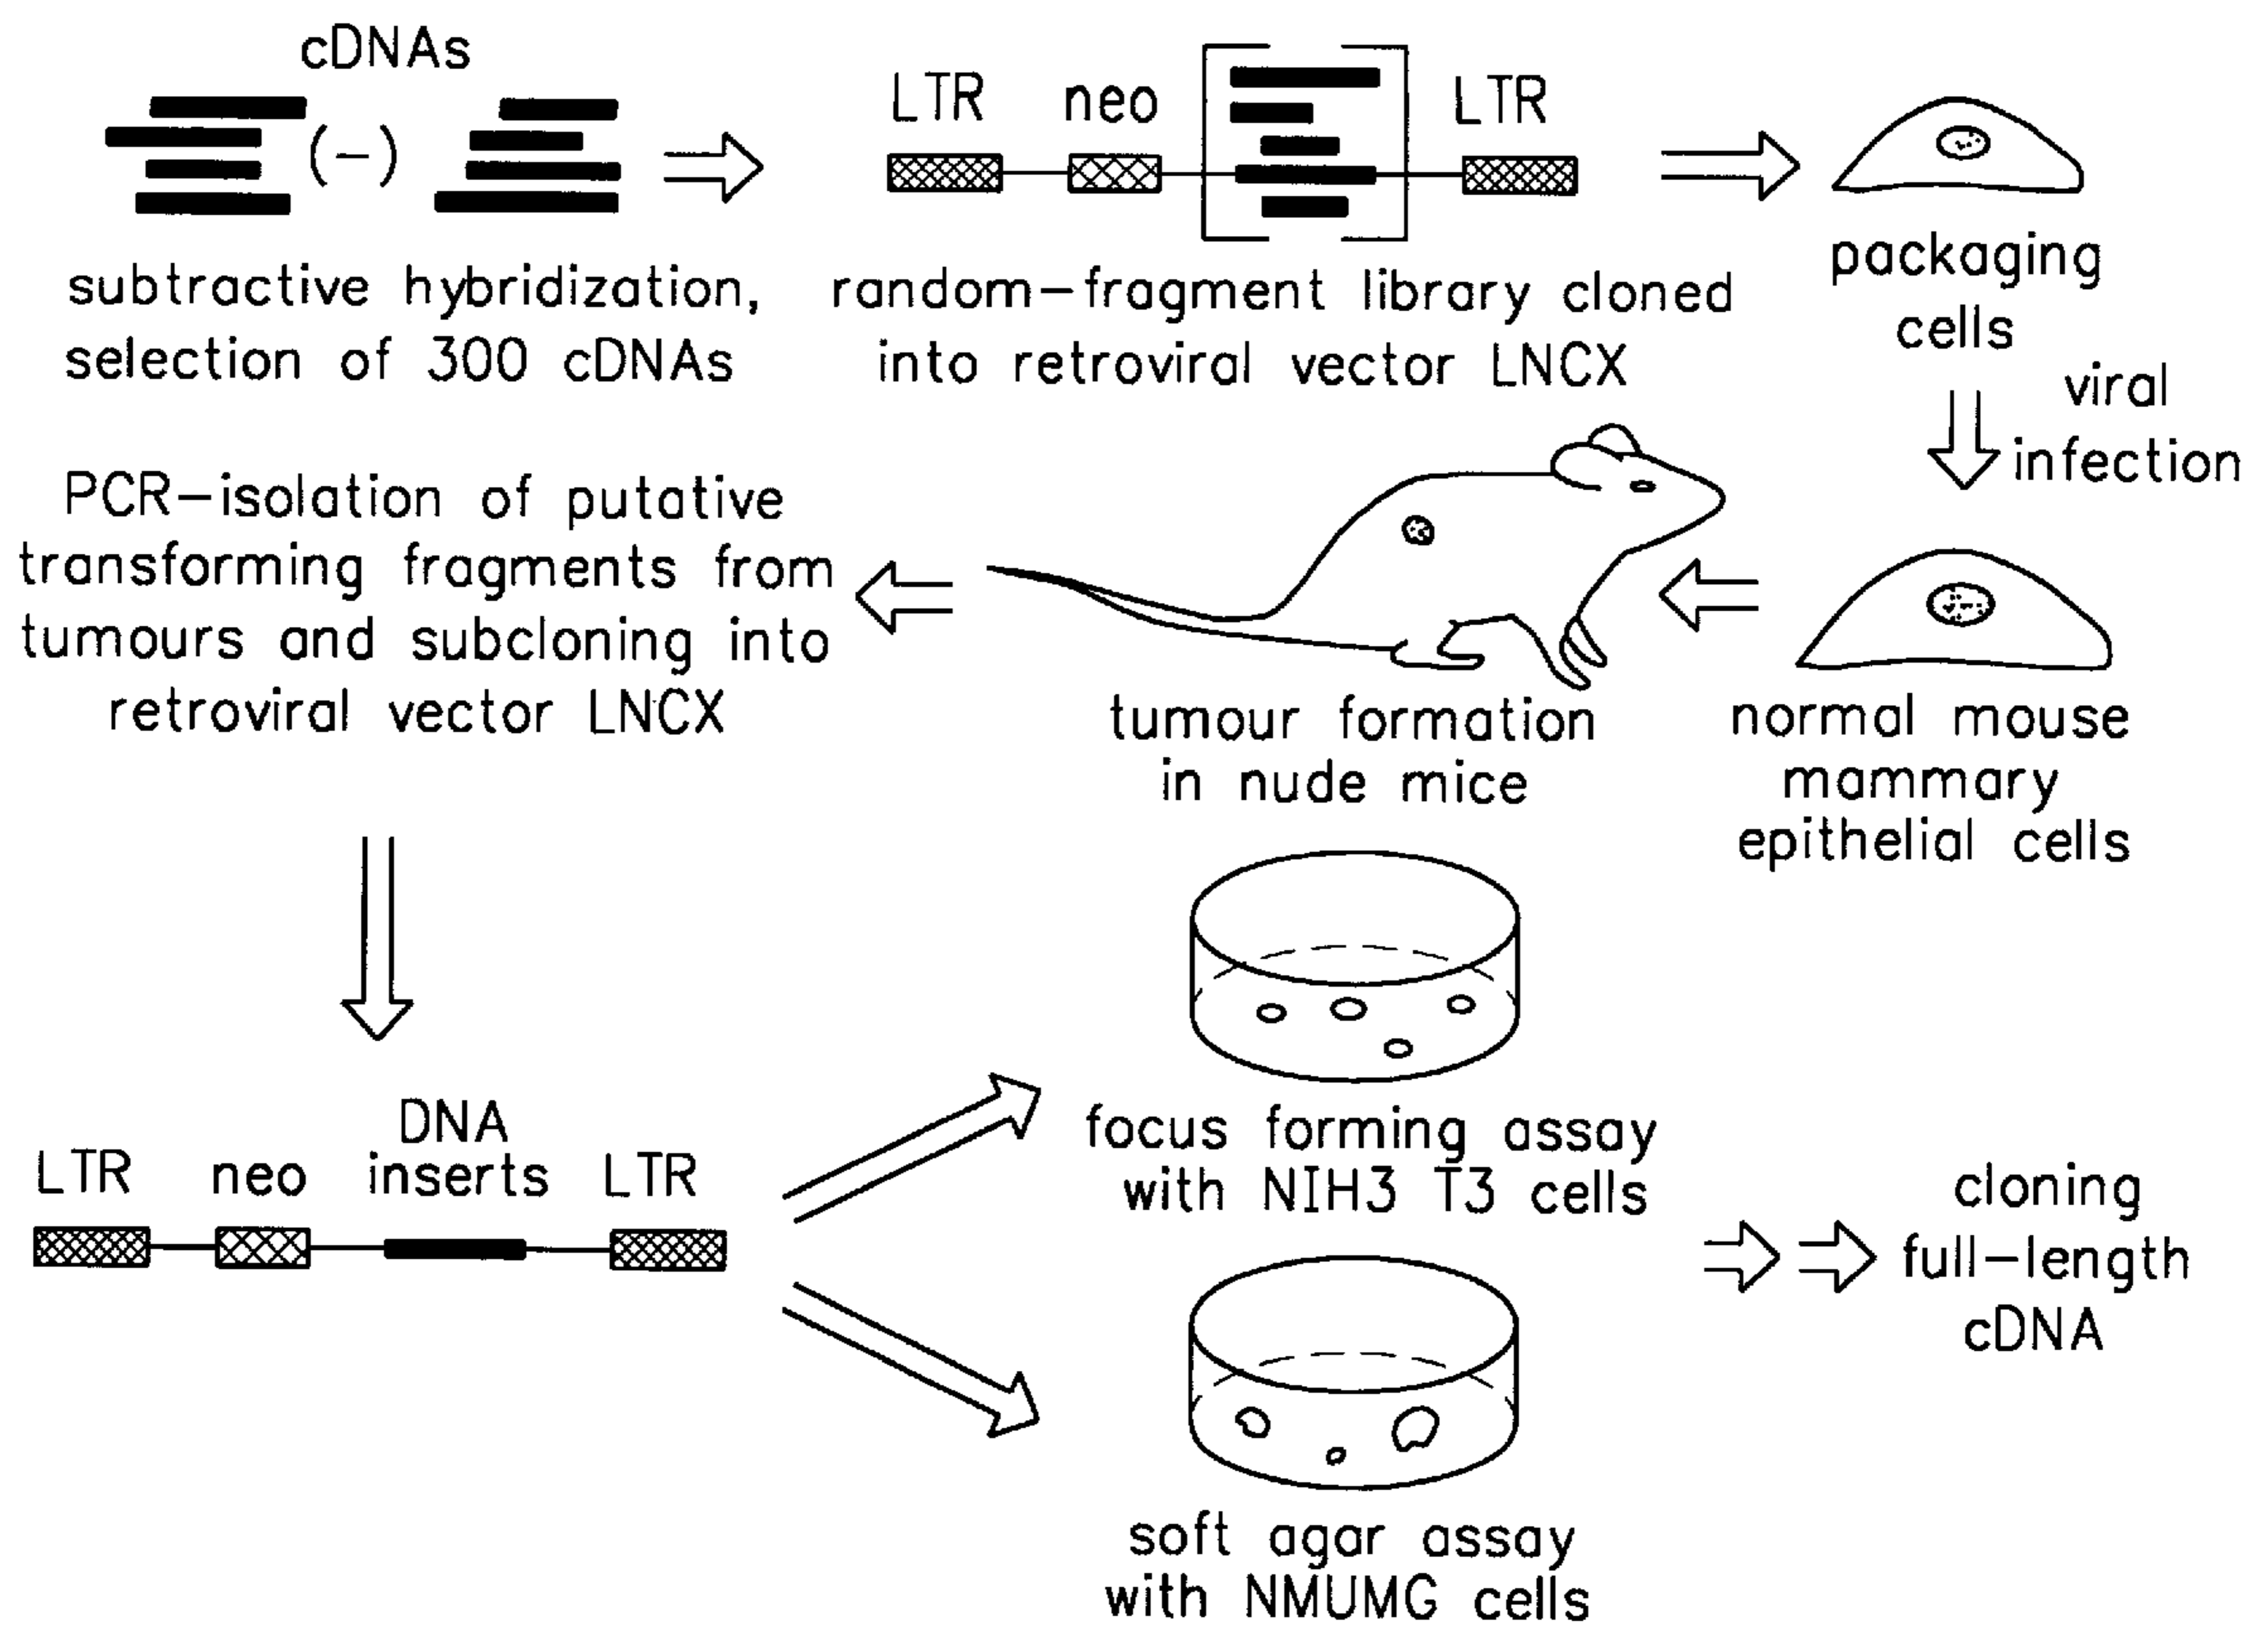 cDNAs
(-)
subtractive hybridization,
selection of 300 cDNAs
LTR neo LTR
random-fragment library cloned
into retroviral vector LNCX
packaging
cells
viral
infection
normal mouse
mammary
epithelial cells
tumour formation
in nude mice
PCR-isolation of putative
transforming fragments from
tumours and subcloning into
retroviral vector LNCX
DNA
LTR neo inserts LTR
focus forming assay
with NIH3 T3 cells
soft agar assay
with NMUMG cells
cloning
full-length
cDNA